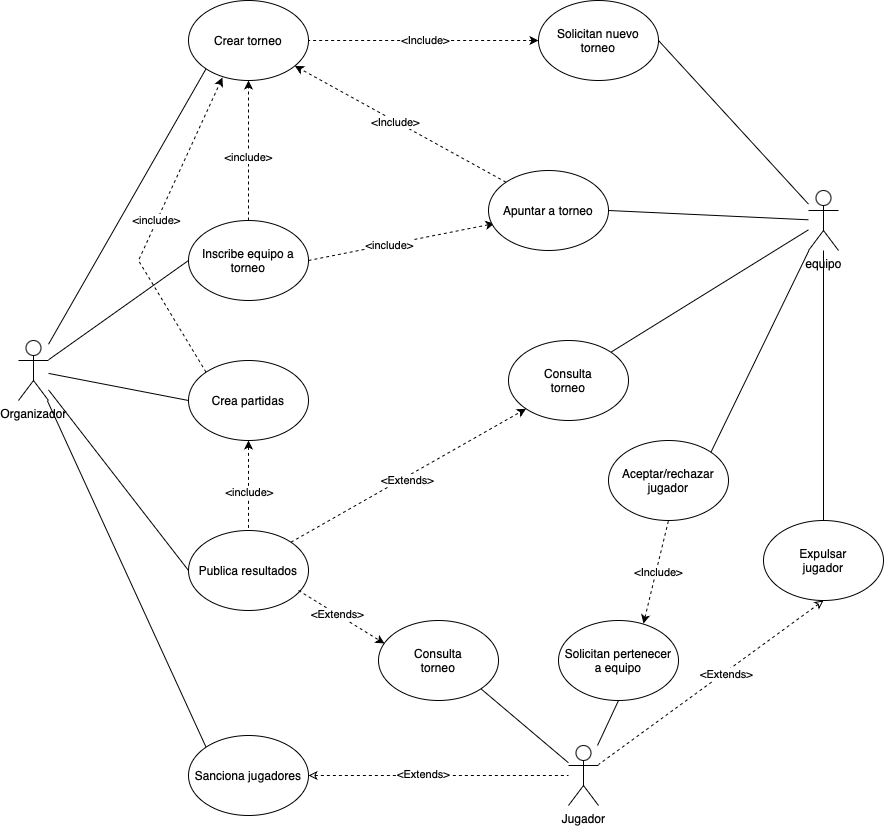 Crear torneo
<Include>
Solicitan nuevo
torneo
<Include>
<include>
Apuntar a torneo
<include>
Inscribe equipo a
torneo
<include>
equipo
Organizador
Crea partidas
Consulta
torneo
<Extends>
<include>
Aceptar/rechazar
jugador
Publica resultados
<Include>
Expulsar
jugador
<Extends>
Consulta
torneo
Solicitan pertenecer
a equipo
<Extends>
Sanciona jugadores
<Extends>
Jugador